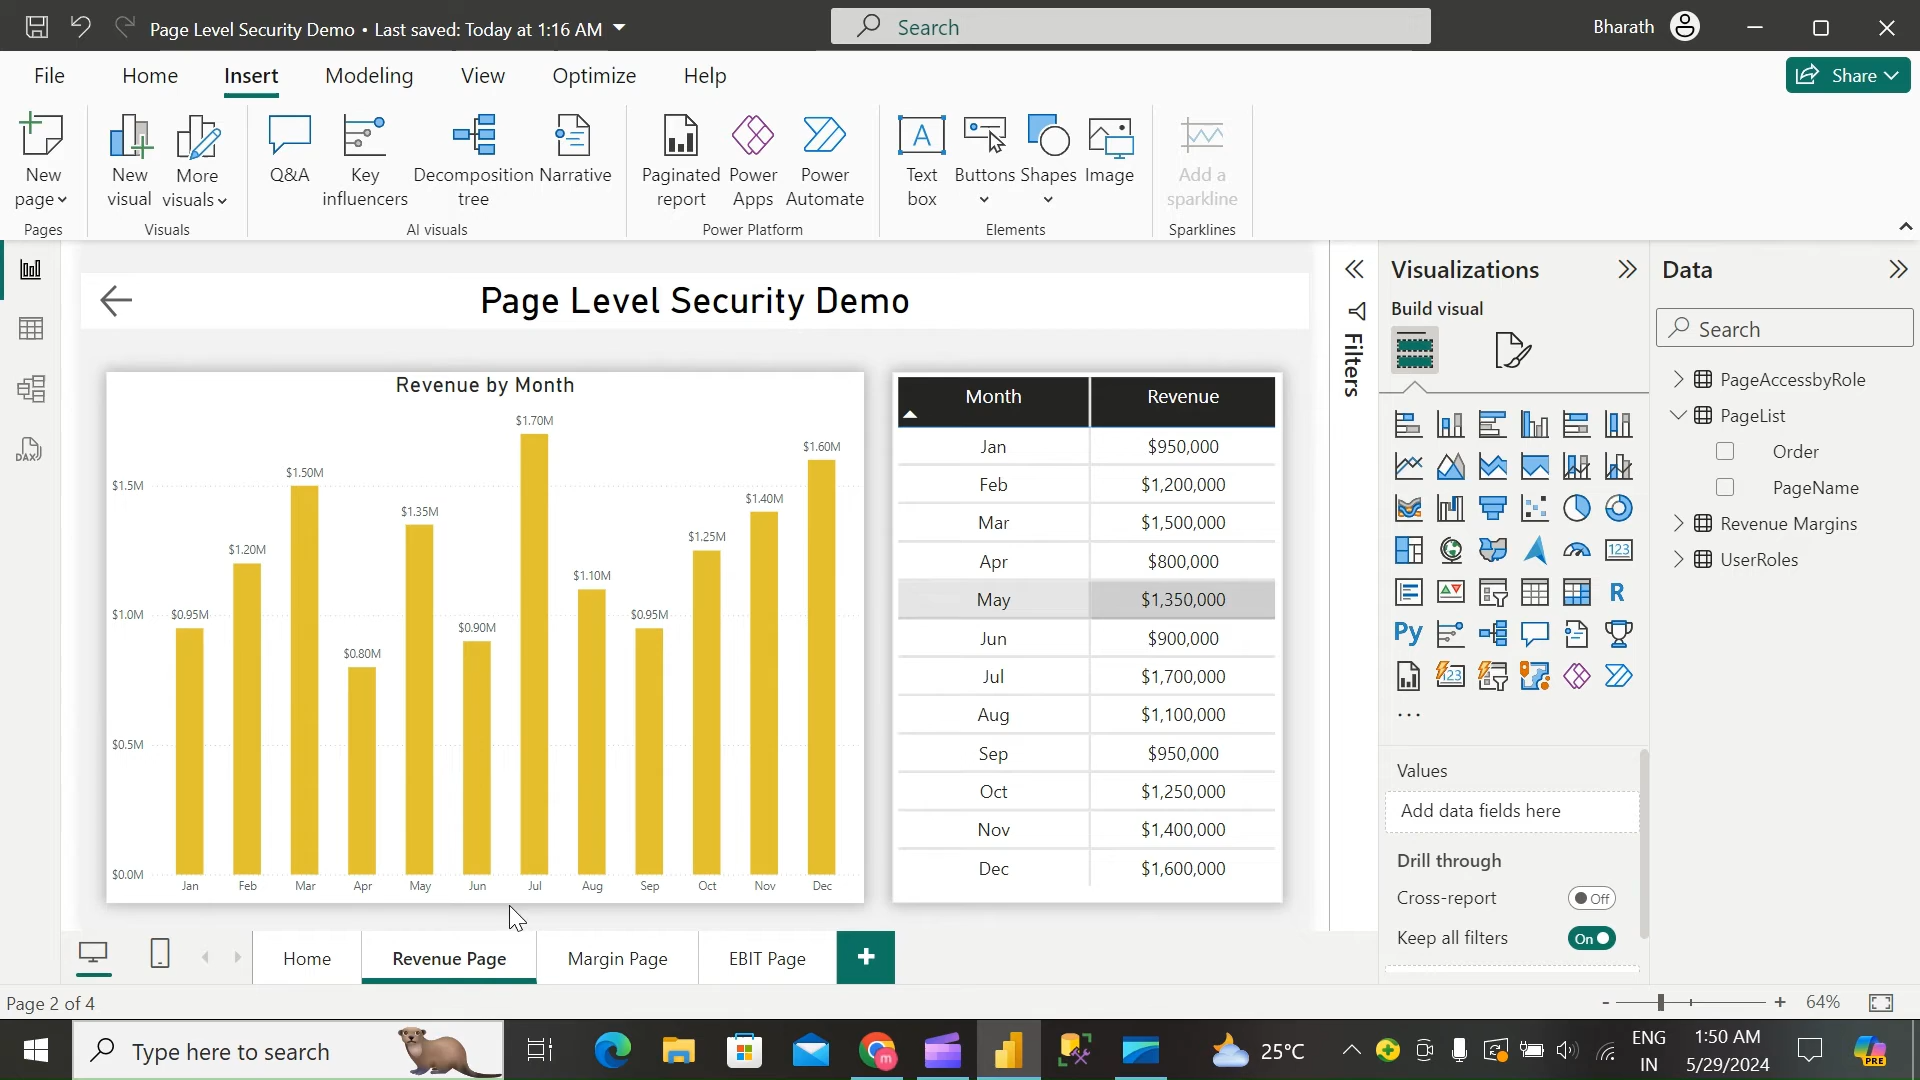 Page Level Security Demo • Last saved: Today at 1:16 AM
Search
Bharath
File Home Insert Modeling View Optimize Help
Share
New page
New visual
More visuals
Q&A
Key influencers
Decomposition tree
Narrative
Paginated report
Power Apps
Power Automate
Text box
Buttons
Shapes
Image
Add a sparkline
Pages
Visuals
AI visuals
Power Platform
Elements
Sparklines
DAX
Page Level Security Demo
Revenue by Month
$1.5M
$1.0M
$0.5M
$0.0M
$0.95M
$1.20M
$1.50M
$0.80M
$1.35M
$0.90M
$1.70M
$1.10M
$0.95M
$1.25M
$1.40M
$1.60M
Jan Feb Mar Apr May Jun Jul Aug Sep Oct Nov Dec
Month Revenue
Jan $950,000
Feb $1,200,000
Mar $1,500,000
Apr $800,000
May $1,350,000
Jun $900,000
Jul $1,700,000
Aug $1,100,000
Sep $950,000
Oct $1,250,000
Nov $1,400,000
Dec $1,600,000
Filters
Visualizations
Build visual
123
R
Py
123
...
Values
Add data fields here
Drill through
Cross-report Off
Keep all filters On
Data
Search
PageAccessbyRole
PageList
Order
PageName
Revenue Margins
UserRoles
Home
Revenue Page
Margin Page
EBIT Page
+
Page 2 of 4
- + 64%
Type here to search
m
25°C
ENG
IN
1:50 AM
5/29/2024
PRE